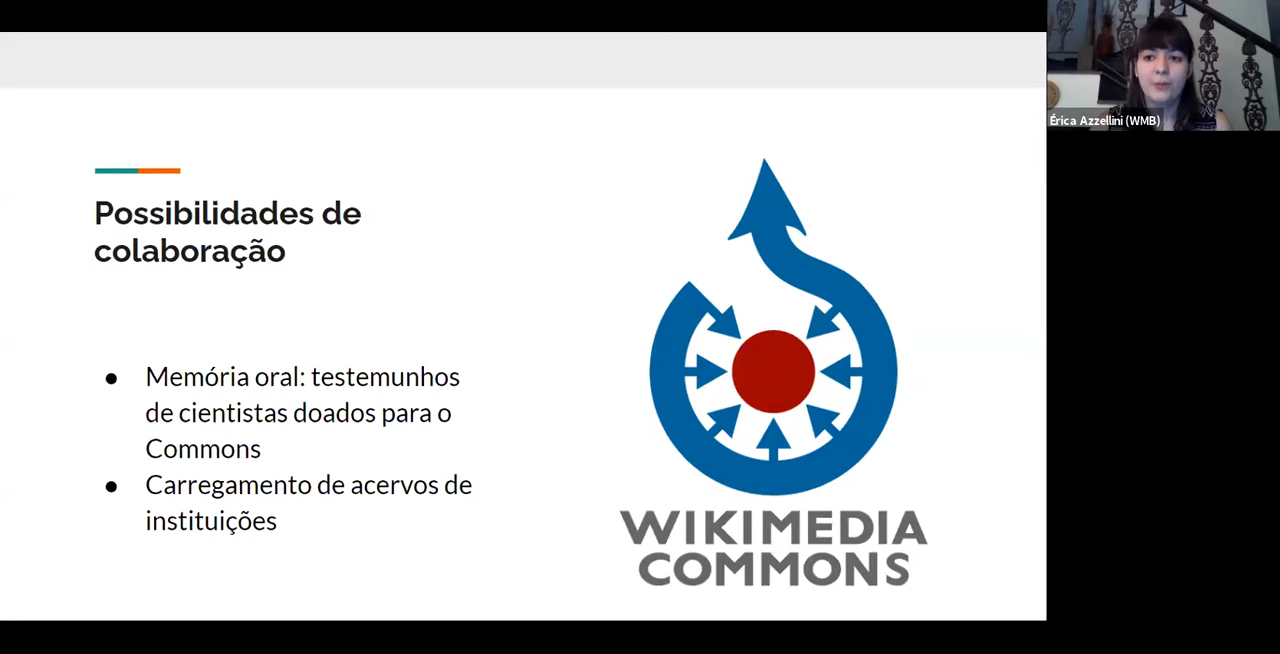 Possibilidades de
colaboração
● Memória oral: testemunhos
de cientistas doados para o
Commons
● Carregamento de acervos de
instituições
WIKIMEDIA
COMMONS
Érica Azzellini (WMB)